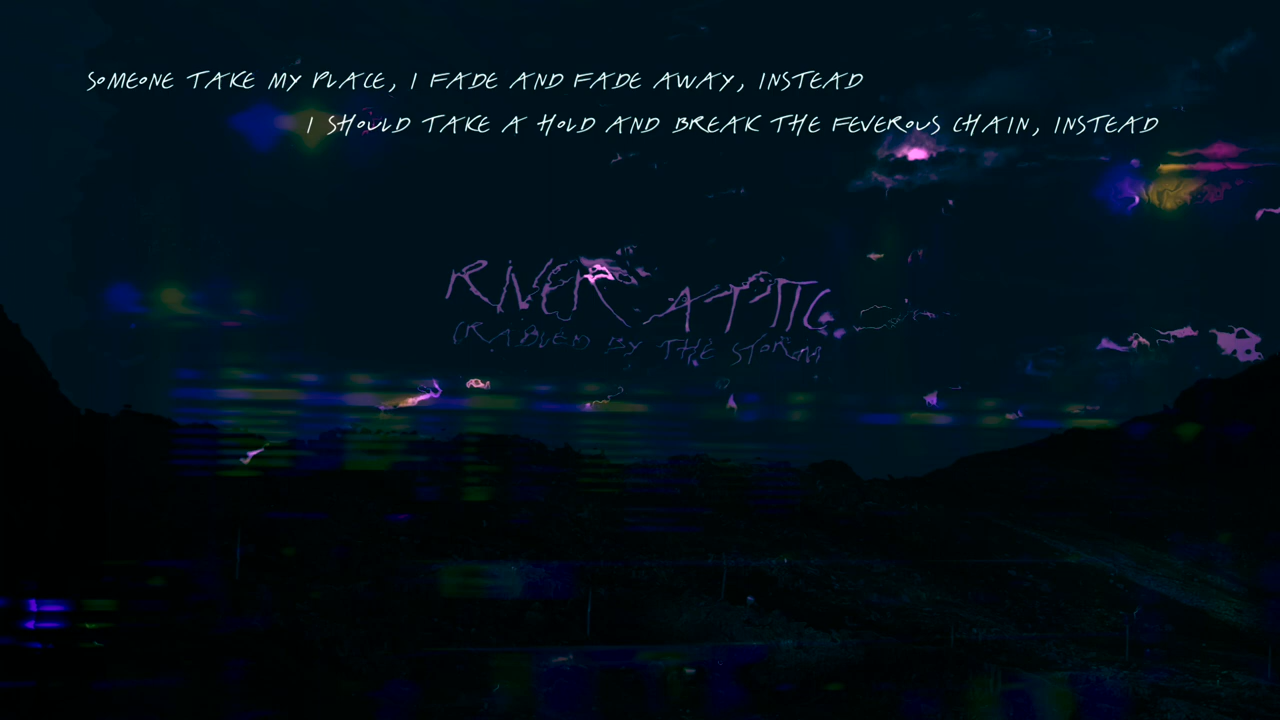 SOMEONE TAKE MY PLACE, I FADE AND FADE AWAY, INSTEAD
I SHOULD TAKE A HOLD AND BREAK THE FEVEROUS CHAIN, INSTEAD
RIVER ATTIC
CRADLED BY THE STORM